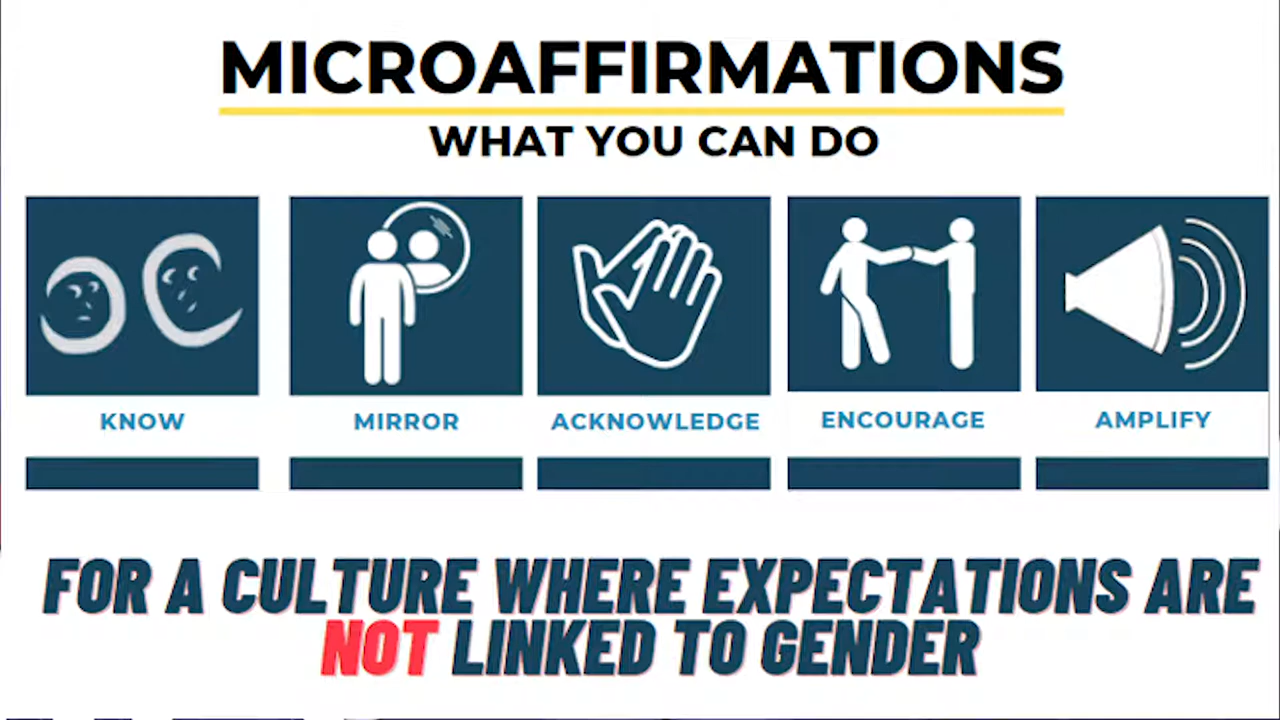 MICROAFFIRMATIONS
WHAT YOU CAN DO
KNOW
MIRROR
ACKNOWLEDGE
ENCOURAGE
AMPLIFY
FOR A CULTURE WHERE EXPECTATIONS ARE
NOT LINKED TO GENDER